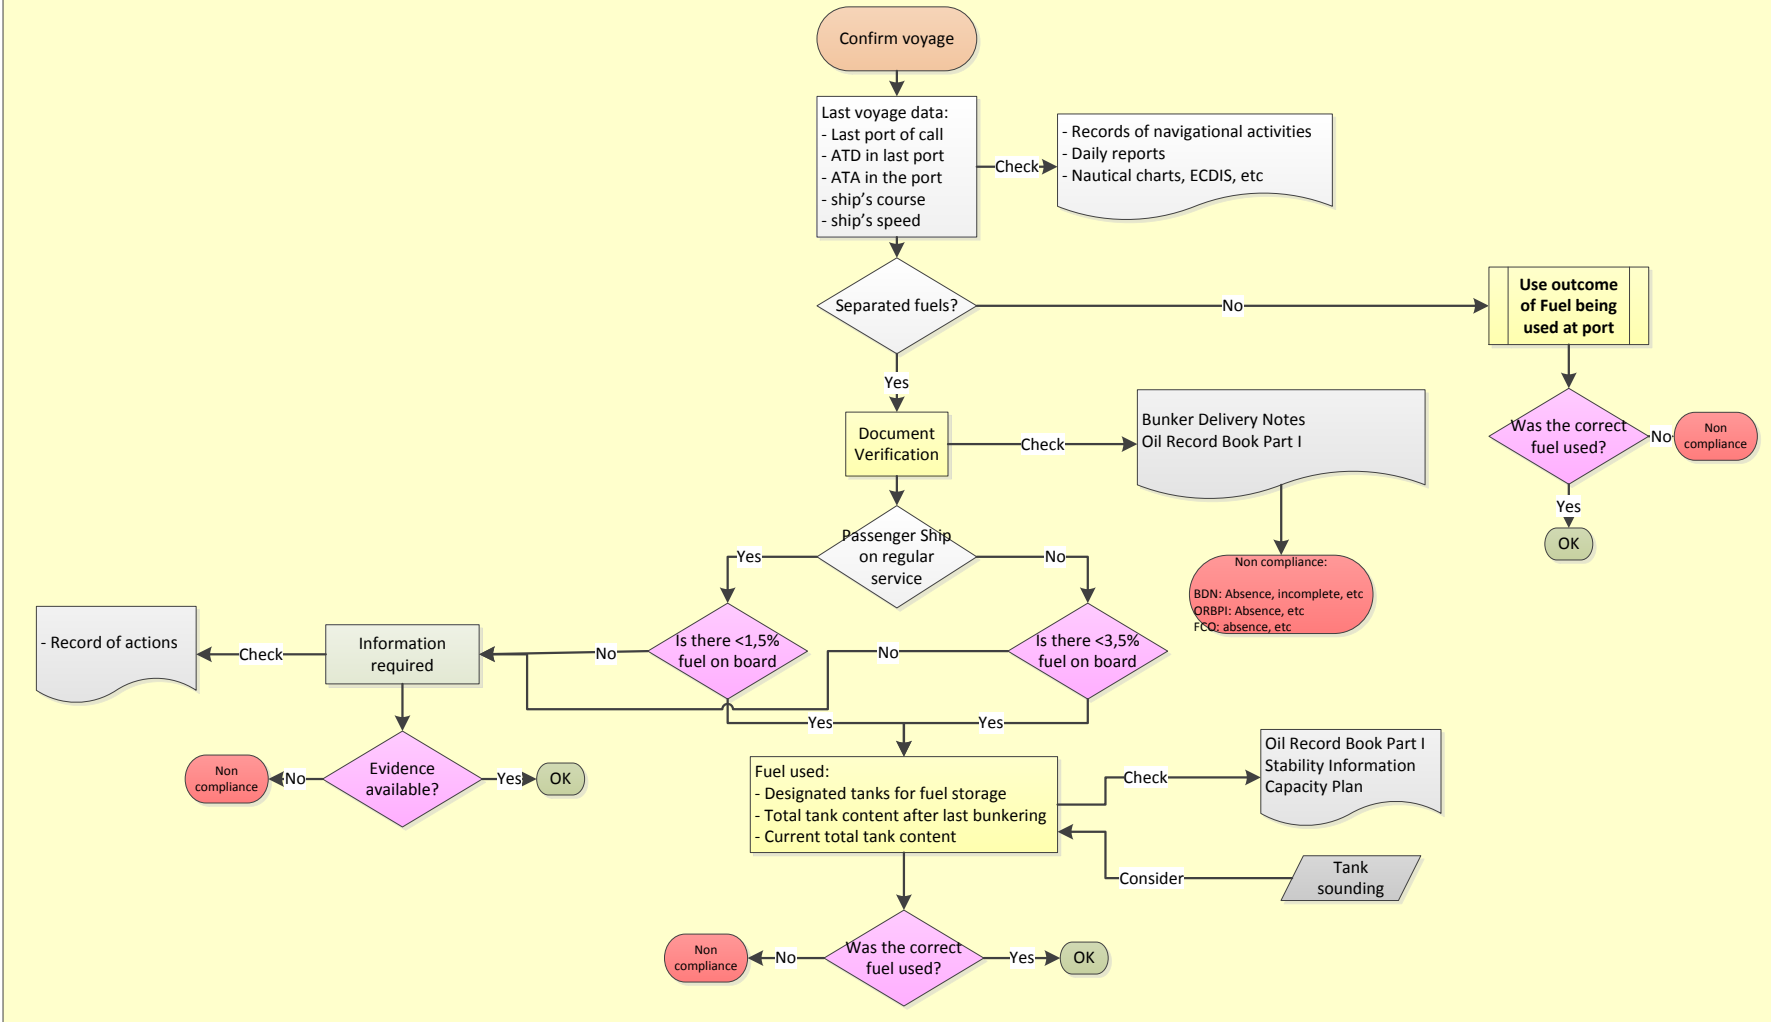 Confirm voyage
Last voyage data:
- Last port of call
- ATD in last port
- ATA in the port
- ship's course
- ship's speed
Check
- Records of navigational activities
- Daily reports
- Nautical charts, ECDIS, etc
Separated fuels?
No
Use outcome
of Fuel being
used at port
Yes
Was the correct
fuel used?
No
Non
compliance
Yes
OK
Document
Verification
Check
Bunker Delivery Notes
Oil Record Book Part I
Non compliance:
BDN: Absence, incomplete, etc
ORBPI: Absence, etc
FCO: absence, etc
Passenger Ship
on regular
service
Yes
No
Is there <1,5%
fuel on board
Is there <3,5%
fuel on board
No
No
Information
required
Check
- Record of actions
Evidence
available?
No
Non
compliance
Yes
OK
Yes
Yes
Fuel used:
- Designated tanks for fuel storage
- Total tank content after last bunkering
- Current total tank content
Check
Oil Record Book Part I
Stability Information
Capacity Plan
Consider
Tank
sounding
Was the correct
fuel used?
No
Non
compliance
Yes
OK